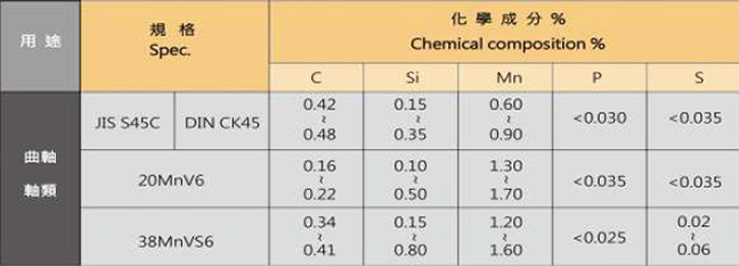 用途
規格
Spec.
化學成分 %
Chemical composition %
C Si Mn P S
曲軸
軸類
JIS S45C DIN CK45 0.42 ~ 0.48 0.15 ~ 0.35 0.60 ~ 0.90 <0.030 <0.035
20MnV6 0.16 ~ 0.22 0.10 ~ 0.50 1.30 ~ 1.70 <0.035 <0.035
38MnVS6 0.34 ~ 0.41 0.15 ~ 0.80 1.20 ~ 1.60 <0.025 0.02 ~ 0.06